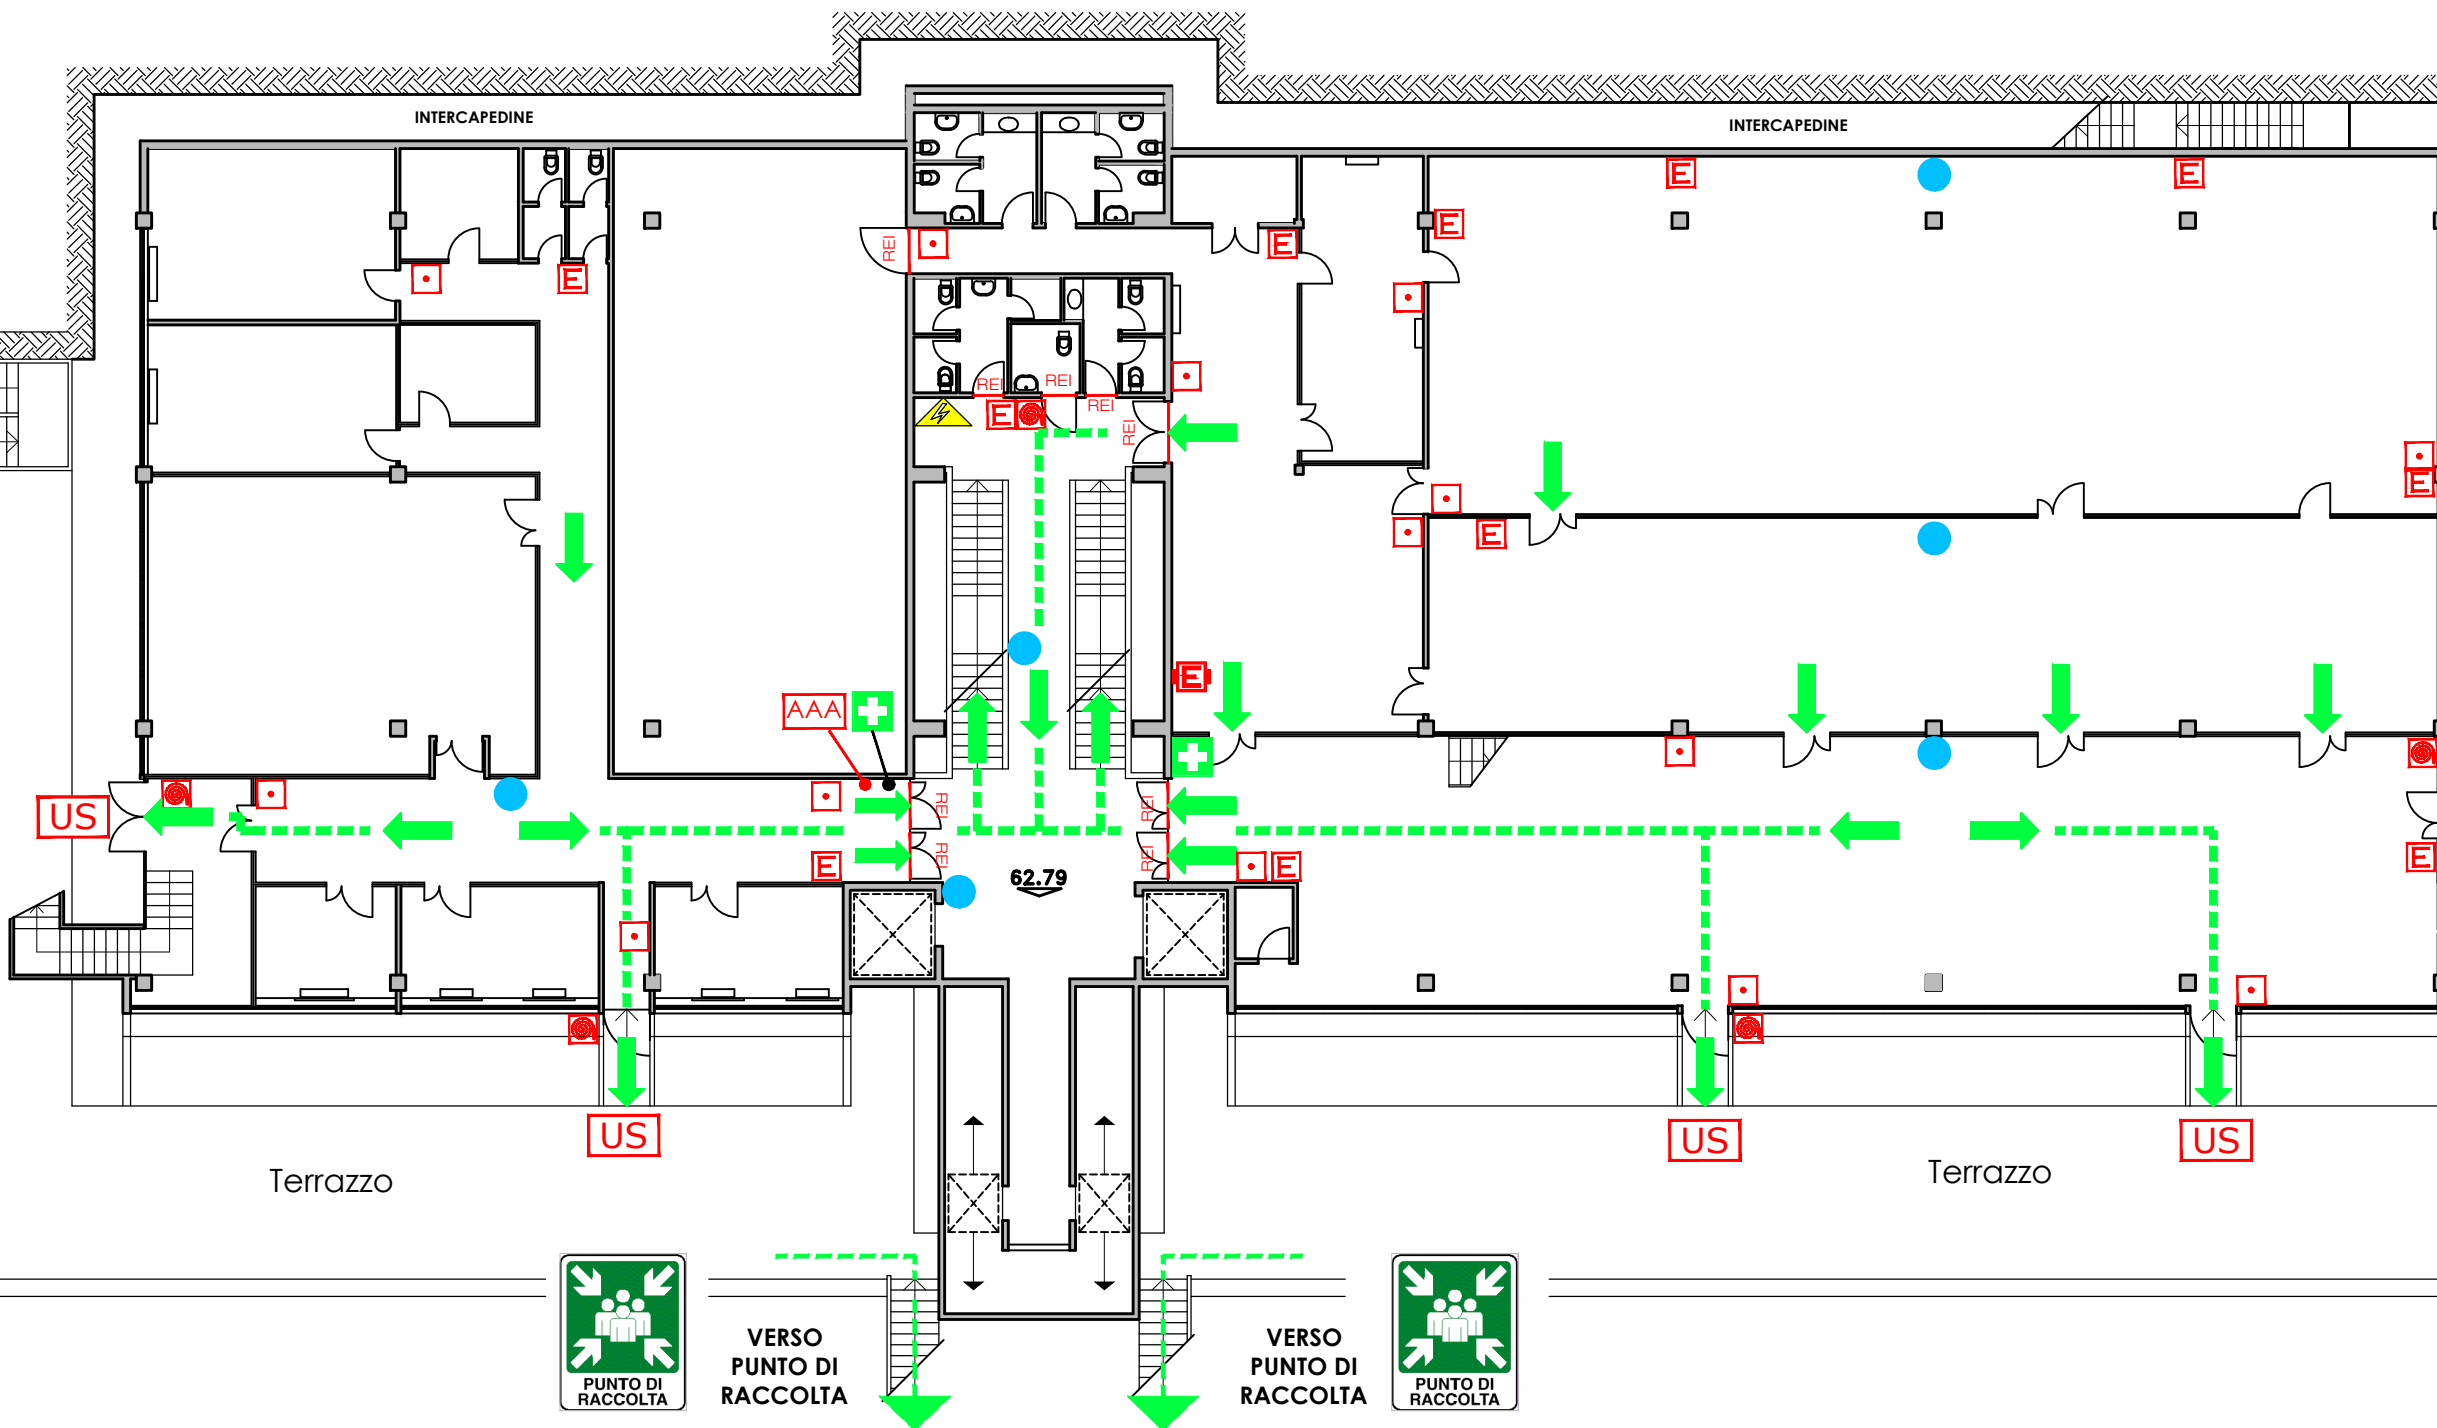 INTERCAPEDINE
INTERCAPEDINE
E
E
E
REI
E
E
E
REI
REI
REI
REI
E
E
E
E
AAA
US
REI
REI
REI
REI
E
E
E
62.79
US
US
US
Terrazzo
Terrazzo
VERSO
PUNTO DI
RACCOLTA
VERSO
PUNTO DI
RACCOLTA
PUNTO DI
RACCOLTA
PUNTO DI
RACCOLTA